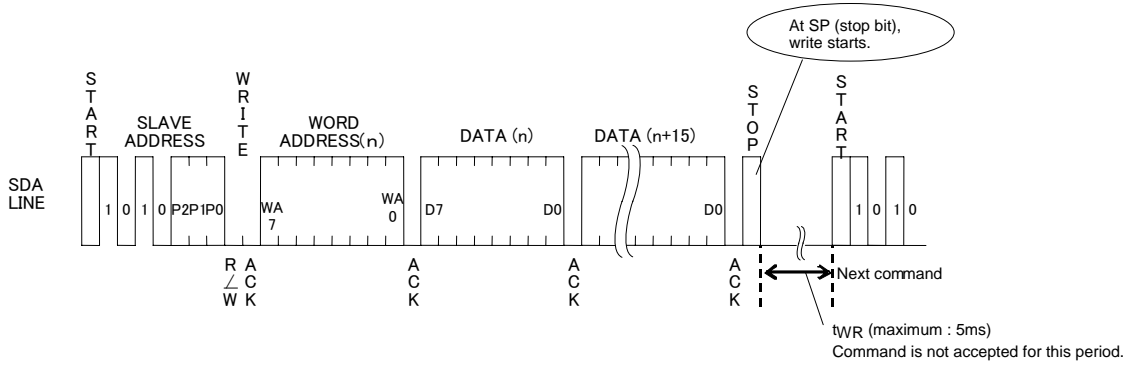 At SP (stop bit),
write starts.
START
WRITE
STOP
START
SLAVE
ADDRESS
WORD
ADDRESS(n)
DATA (n)
DATA (n+15)
SDA
LINE
1 0 1 0 P2P1P0
WA
7
WA
0
D7
D0
D0
1 0 1 0
R/W
ACK
ACK
ACK
ACK
Next command
tWR (maximum : 5ms)
Command is not accepted for this period.